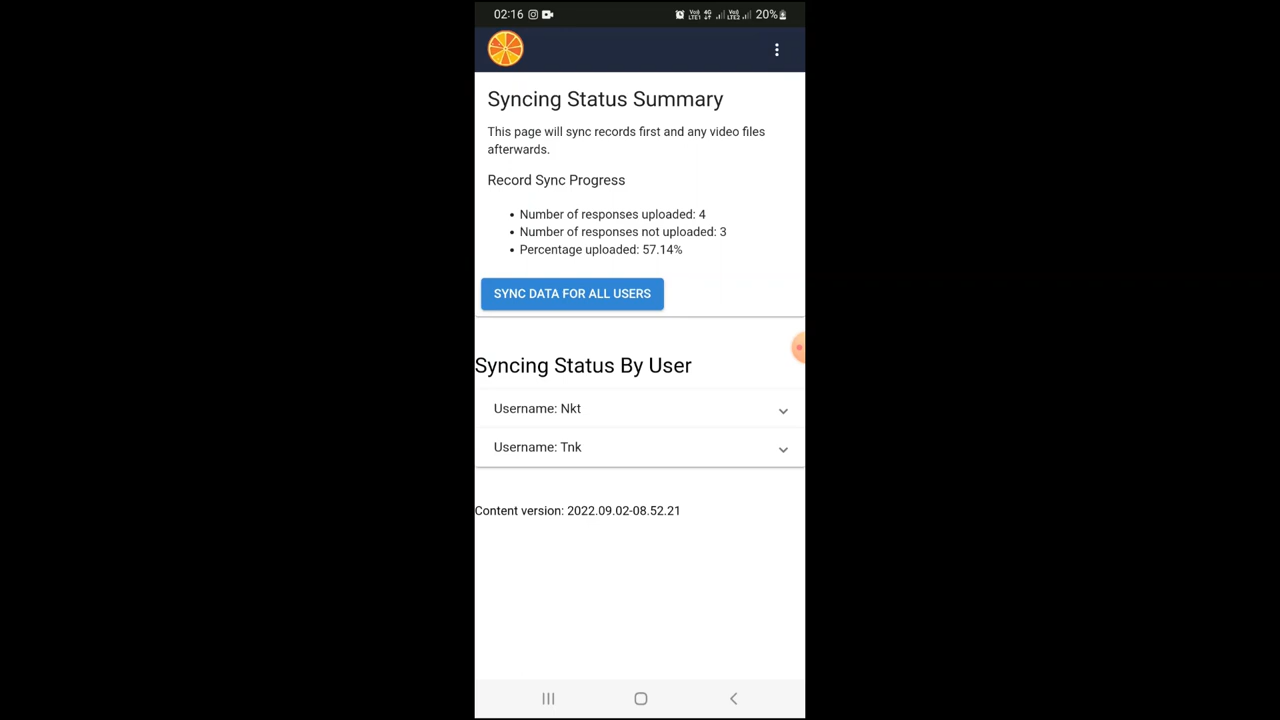 02:16
20%
Syncing Status Summary
This page will sync records first and any video files
afterwards.
Record Sync Progress
• Number of responses uploaded: 4
• Number of responses not uploaded: 3
• Percentage uploaded: 57.14%
SYNC DATA FOR ALL USERS
Syncing Status By User
Username: Nkt
Username: Tnk
Content version: 2022.09.02-08.52.21